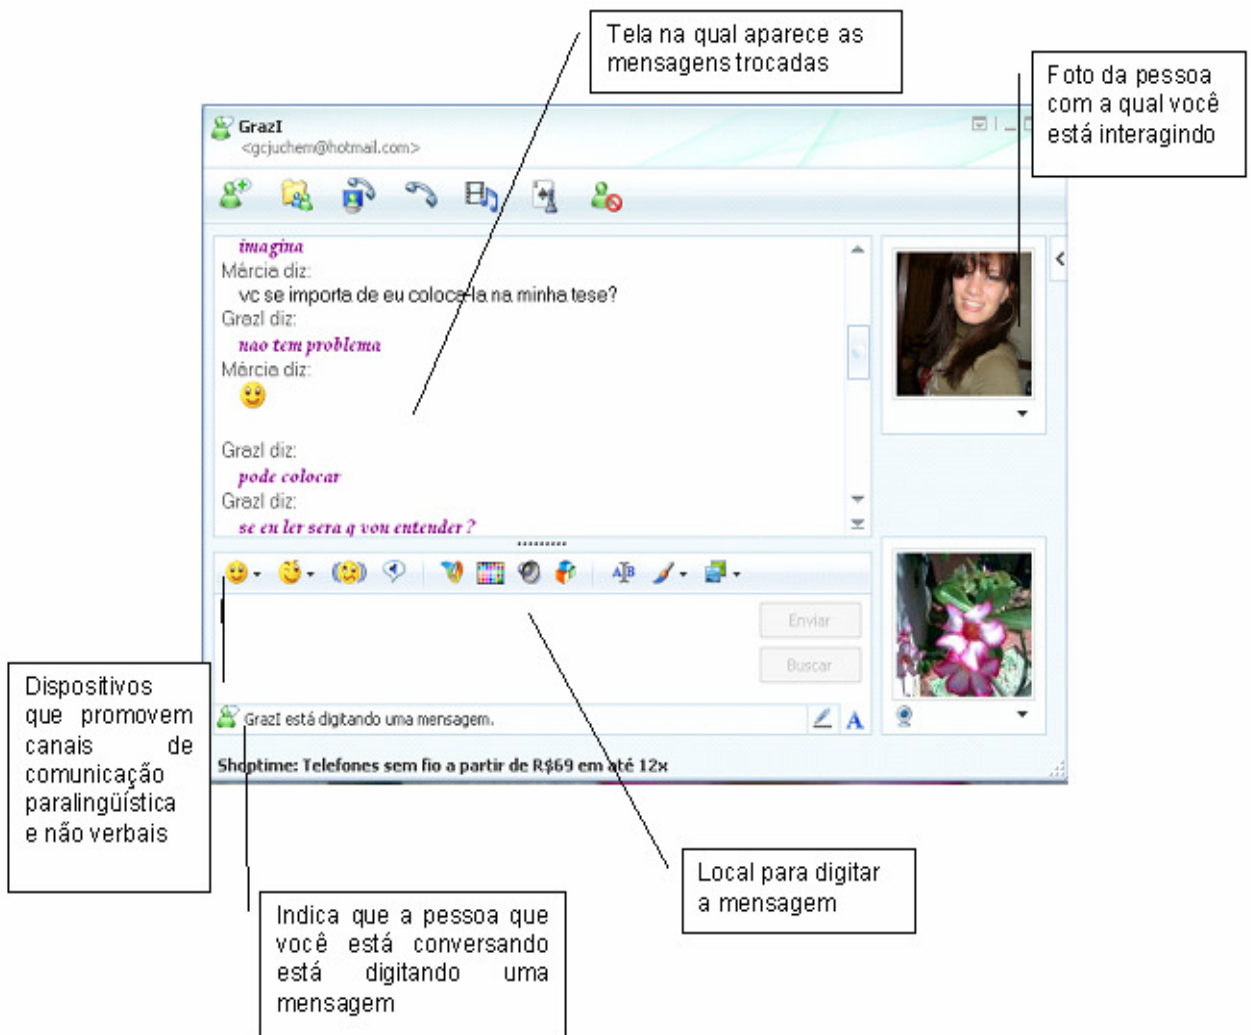 Tela na qual aparece as
mensagens trocadas
Foto da pessoa
com a qual você
está interagindo
GrazI
<gcjuchem@hotmail.com>
imagina
Márcia diz:
vc se importa de eu coloca-la na minha tese?
GrazI diz:
nao tem problema
Márcia diz:
GrazI diz:
pode colocar
GrazI diz:
se eu ler sera q vou entender ?
Enviar
Buscar
GrazI está digitando uma mensagem.
A
Shoptime: Telefones sem fio a partir de R$69 em até 12x
Dispositivos
que promovem
canais de
comunicação
paralingüística
e não verbais
Local para digitar
a mensagem
Indica que a pessoa que
você está conversando
está digitando uma
mensagem